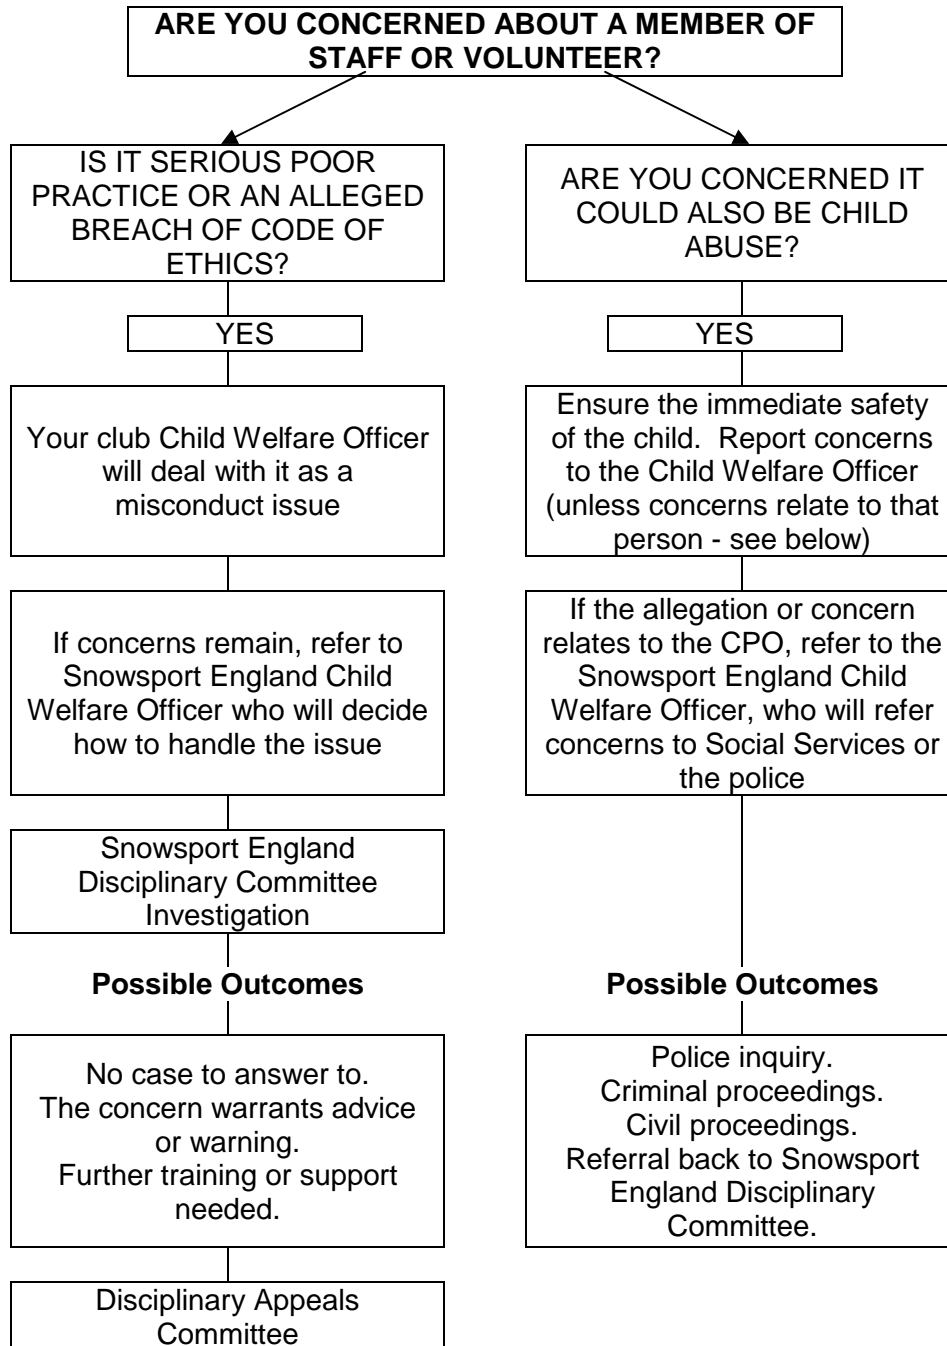 ARE YOU CONCERNED ABOUT A MEMBER OF
STAFF OR VOLUNTEER?
IS IT SERIOUS POOR
PRACTICE OR AN ALLEGED
BREACH OF CODE OF
ETHICS?
YES
Your club Child Welfare Officer
will deal with it as a
misconduct issue
If concerns remain, refer to
Snowsport England Child
Welfare Officer who will decide
how to handle the issue
Snowsport England
Disciplinary Committee
Investigation
Possible Outcomes
No case to answer to.
The concern warrants advice
or warning.
Further training or support
needed.
Disciplinary Appeals
Committee
ARE YOU CONCERNED IT
COULD ALSO BE CHILD
ABUSE?
YES
Ensure the immediate safety
of the child.  Report concerns
to the Child Welfare Officer
(unless concerns relate to that
person - see below)
If the allegation or concern
relates to the CPO, refer to the
Snowsport England Child
Welfare Officer, who will refer
concerns to Social Services or
the police
Possible Outcomes
Police inquiry.
Criminal proceedings.
Civil proceedings.
Referral back to Snowsport
England Disciplinary
Committee.